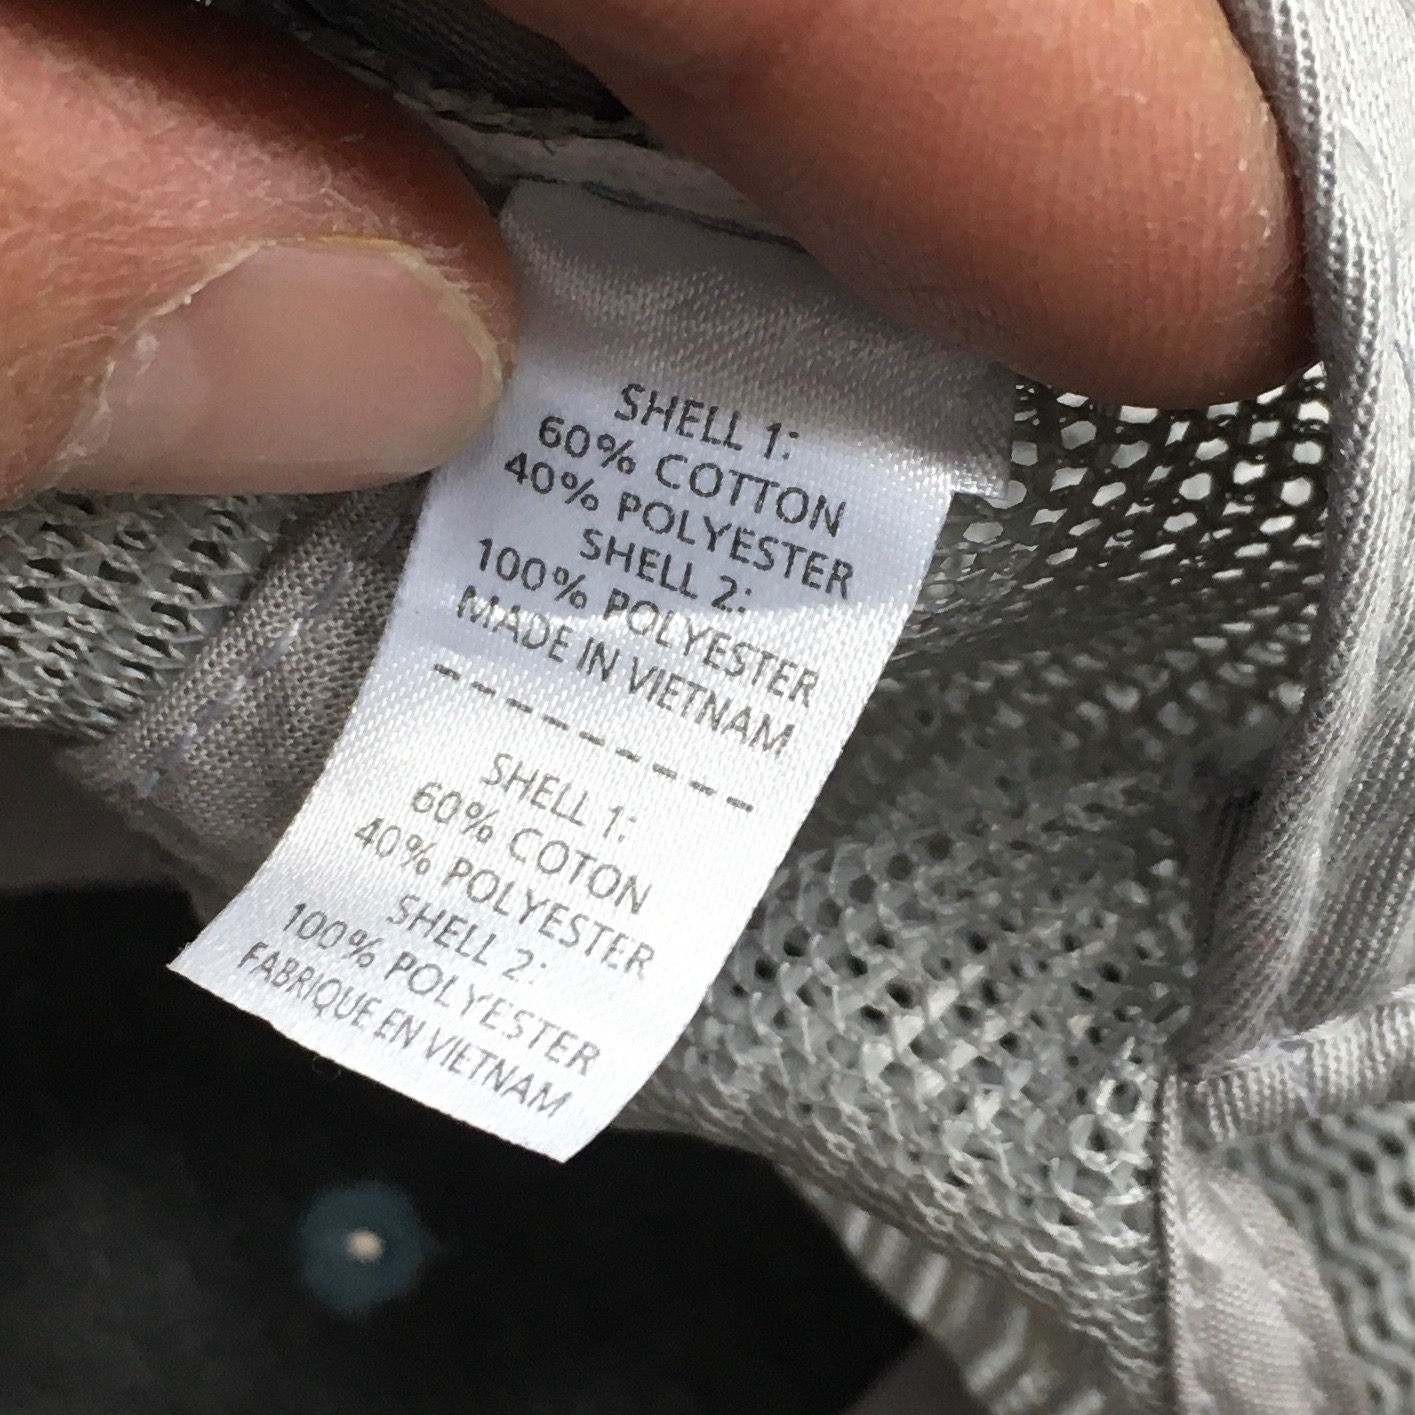 SHELL 1:
60% COTTON
40% POLYESTER
SHELL 2:
100% POLYESTER
MADE IN VIETNAM
---------
SHELL 1:
60% COTON
40% POLYESTER
SHELL 2:
100% POLYESTER
FABRIQUE EN VIETNAM